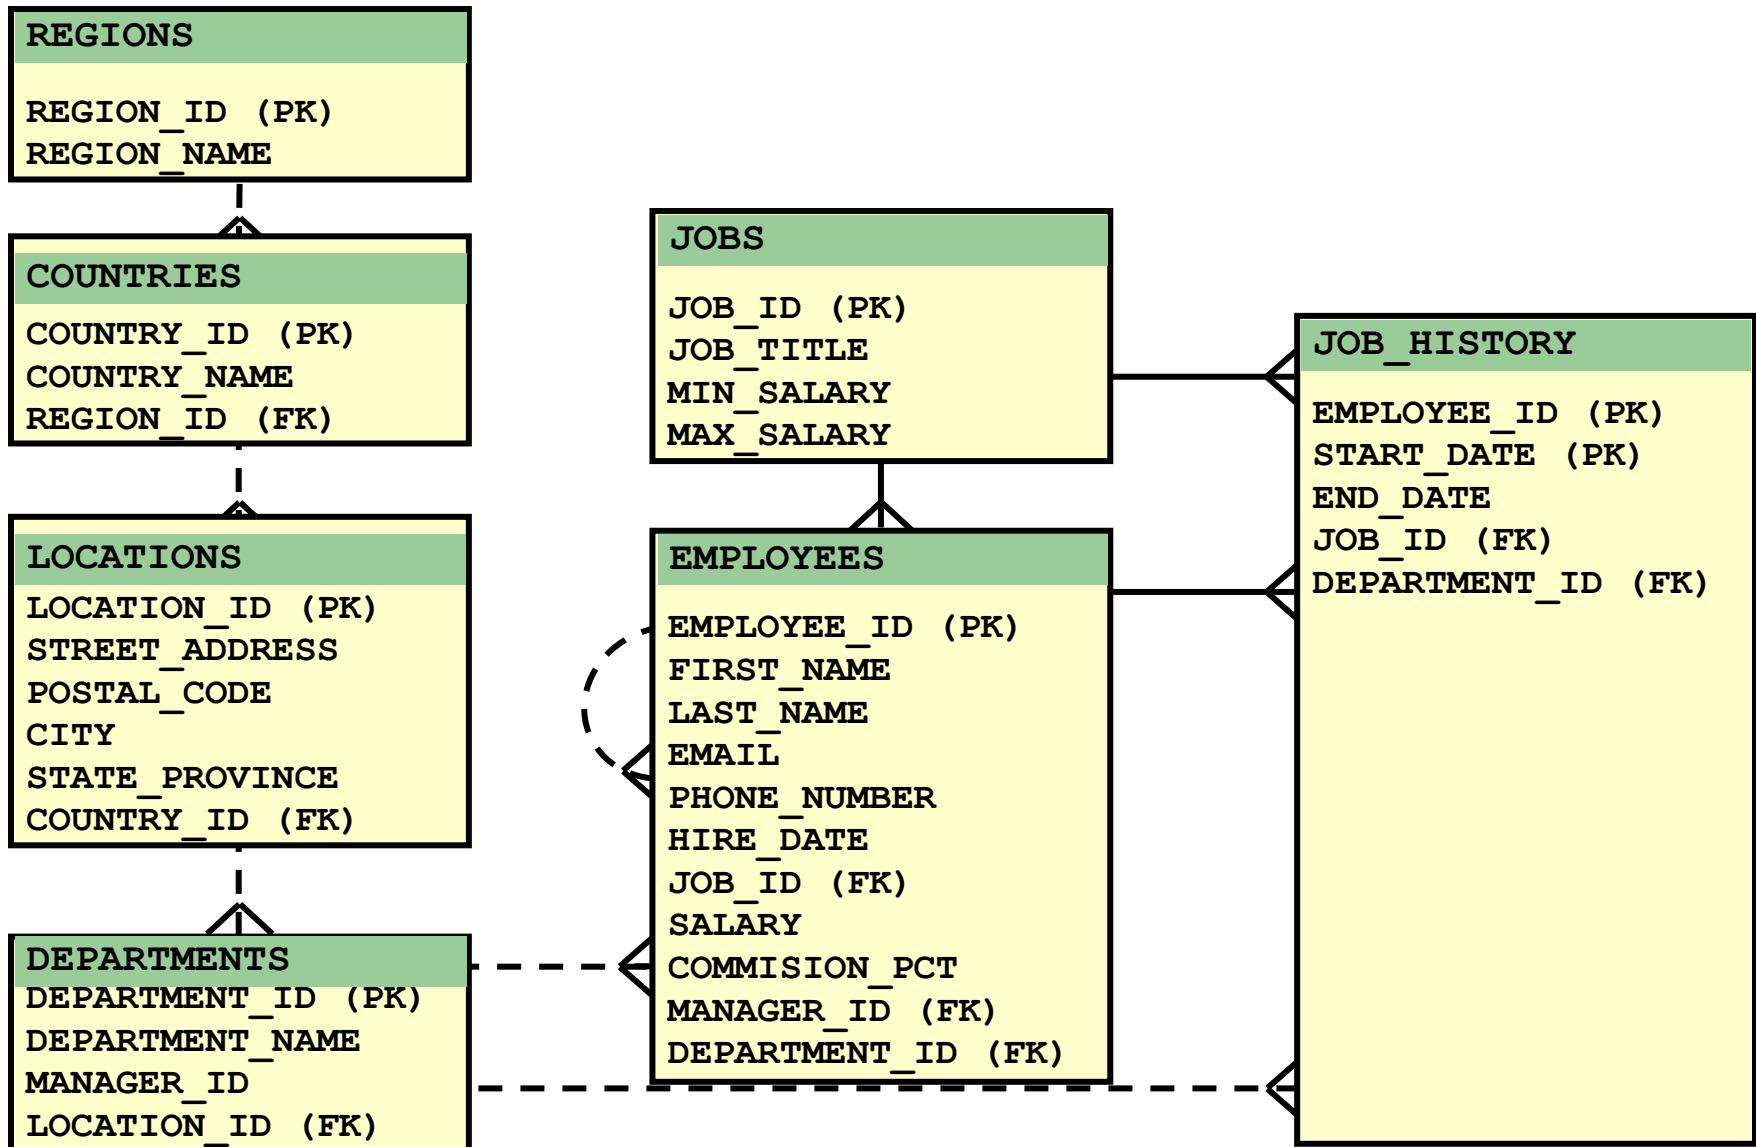 REGIONS
REGION_ID (PK)
REGION_NAME
COUNTRIES
COUNTRY_ID (PK)
COUNTRY_NAME
REGION_ID (FK)
LOCATIONS
LOCATION_ID (PK)
STREET_ADDRESS
POSTAL_CODE
CITY
STATE_PROVINCE
COUNTRY_ID (FK)
DEPARTMENTS
DEPARTMENT_ID (PK)
DEPARTMENT_NAME
MANAGER_ID
LOCATION_ID (FK)
JOBS
JOB_ID (PK)
JOB_TITLE
MIN_SALARY
MAX_SALARY
EMPLOYEES
EMPLOYEE_ID (PK)
FIRST_NAME
LAST_NAME
EMAIL
PHONE_NUMBER
HIRE_DATE
JOB_ID (FK)
SALARY
COMMISION_PCT
MANAGER_ID (FK)
DEPARTMENT_ID (FK)
JOB_HISTORY
EMPLOYEE_ID (PK)
START_DATE (PK)
END_DATE
JOB_ID (FK)
DEPARTMENT_ID (FK)